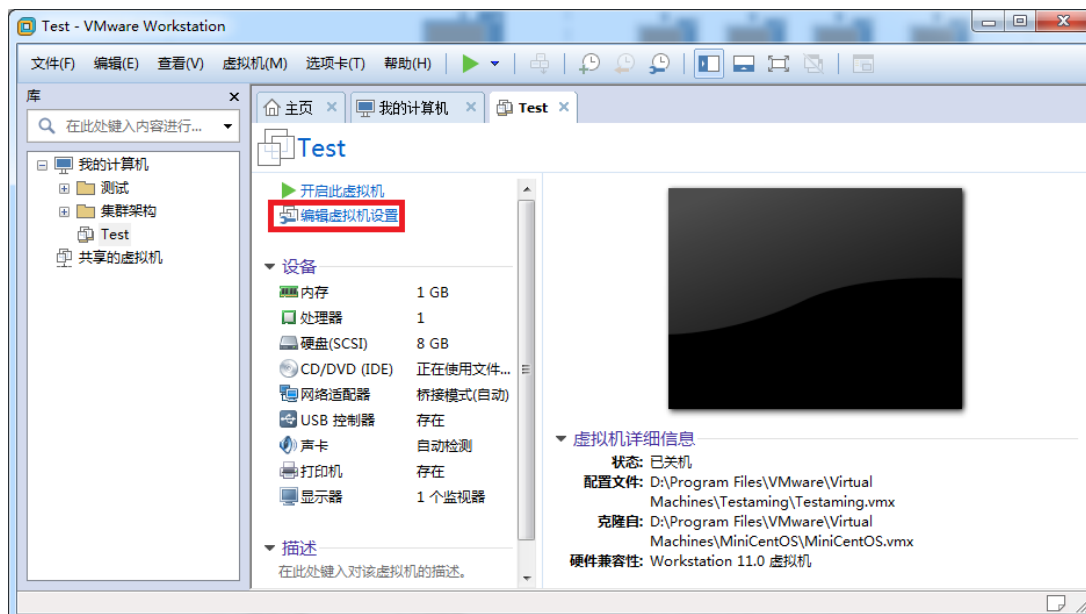 Test - VMware Workstation
文件(F) 编辑(E) 查看(V) 虚拟机(M) 选项卡(T) 帮助(H)
库
在此处键入内容进行...
我的计算机
测试
集群架构
Test
共享的虚拟机
主页 我的计算机 Test
Test
开启此虚拟机
编辑虚拟机设置
设备
内存 1 GB
处理器 1
硬盘(SCSI) 8 GB
CD/DVD (IDE) 正在使用文件...
网络适配器 桥接模式(自动)
USB 控制器 存在
声卡 自动检测
打印机 存在
显示器 1 个监视器
描述
在此处键入对该虚拟机的描述。
虚拟机详细信息
状态: 已关机
配置文件: D:\Program Files\VMware\Virtual
Machines\Testaming\Testaming.vmx
克隆自: D:\Program Files\VMware\Virtual
Machines\MiniCentOS\MiniCentOS.vmx
硬件兼容性: Workstation 11.0 虚拟机